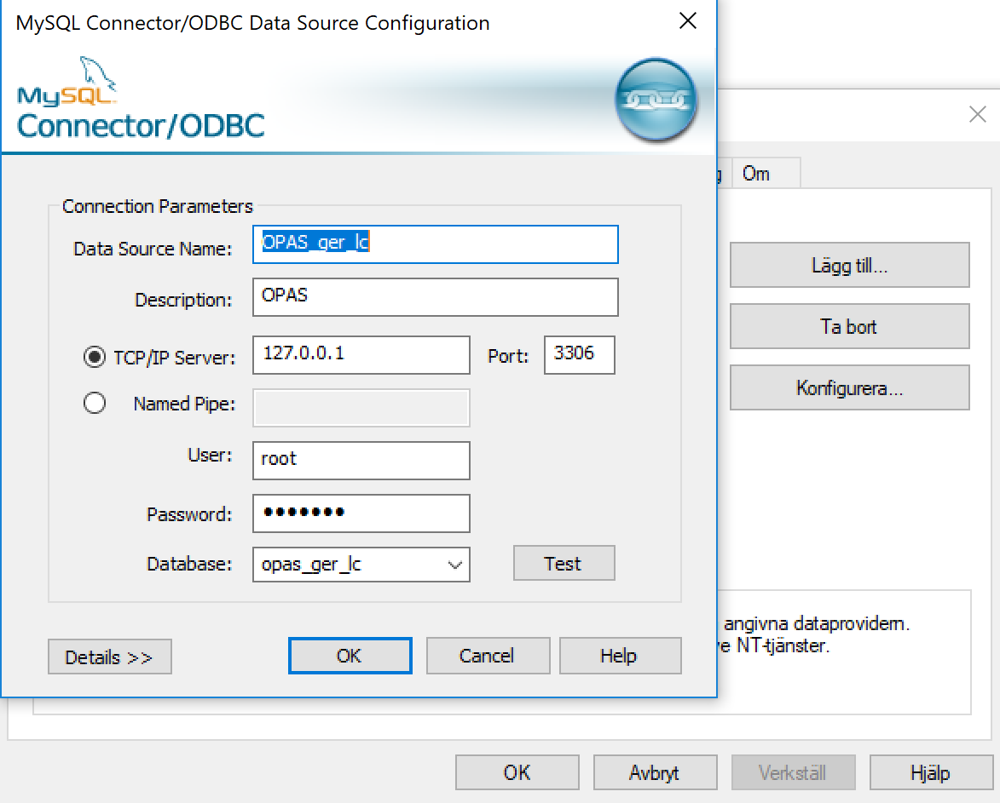 MySQL Connector/ODBC Data Source Configuration
MySQL
Connector/ODBC
Connection Parameters
Data Source Name: OPAS_ger_lc
Description: OPAS
TCP/IP Server: 127.0.0.1 Port: 3306
Named Pipe:
User: root
Password: •••••••
Database: opas_ger_lc Test
Details >> OK Cancel Help
Om
Lägg till...
Ta bort
Konfigurera...
angivna dataprovidern.
NT-tjänster.
OK Avbryt Verkställ Hjälp